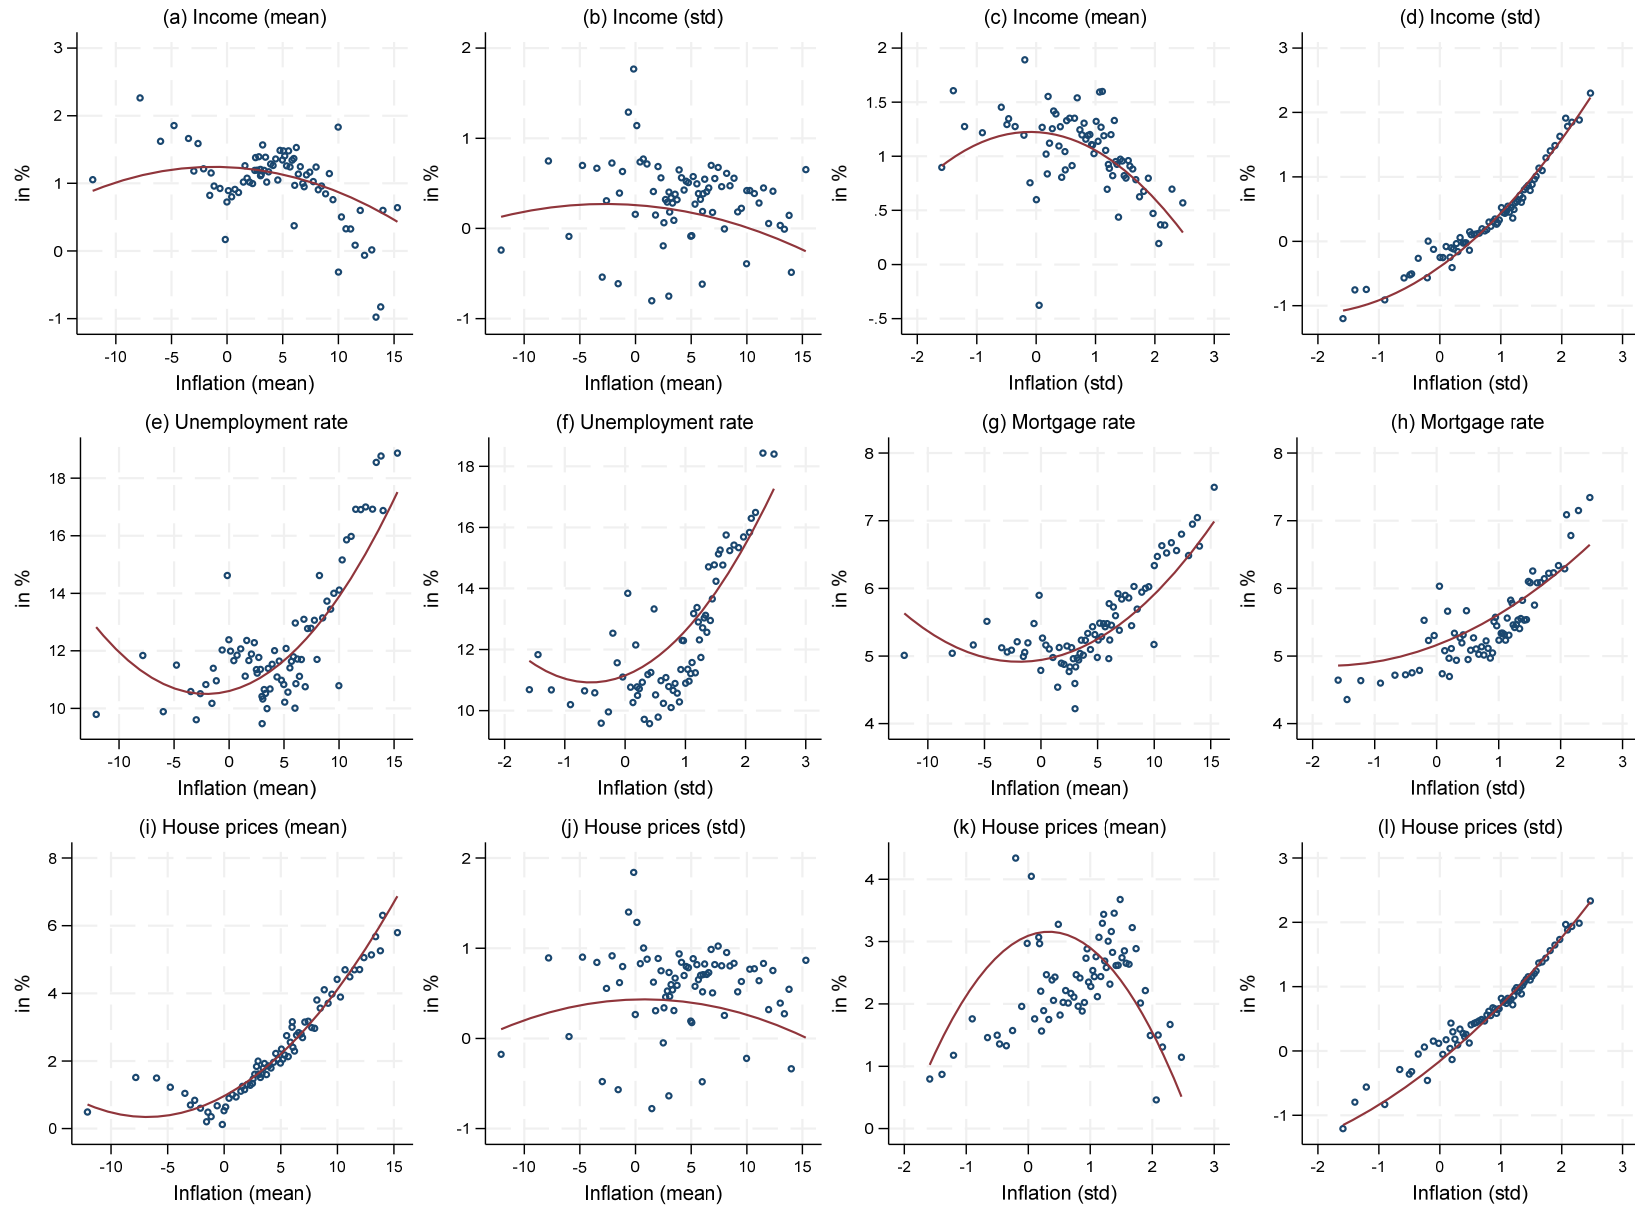 (a) Income (mean)
(b) Income (std)
(c) Income (mean)
(d) Income (std)
in %
3
2
1
0
-1
-10 -5 0 5 10 15
Inflation (mean)
in %
2
1
0
-1
-10 -5 0 5 10 15
Inflation (mean)
in %
2
1.5
1
.5
0
-.5
-2 -1 0 1 2 3
Inflation (std)
in %
3
2
1
0
-1
-2 -1 0 1 2 3
Inflation (std)
(e) Unemployment rate
(f) Unemployment rate
(g) Mortgage rate
(h) Mortgage rate
in %
18
16
14
12
10
-10 -5 0 5 10 15
Inflation (mean)
in %
18
16
14
12
10
-2 -1 0 1 2 3
Inflation (std)
in %
8
7
6
5
4
-10 -5 0 5 10 15
Inflation (mean)
in %
8
7
6
5
4
-2 -1 0 1 2 3
Inflation (std)
(i) House prices (mean)
(j) House prices (std)
(k) House prices (mean)
(l) House prices (std)
in %
8
6
4
2
0
-10 -5 0 5 10 15
Inflation (mean)
in %
2
1
0
-1
-10 -5 0 5 10 15
Inflation (mean)
in %
4
3
2
1
0
-2 -1 0 1 2 3
Inflation (std)
in %
3
2
1
0
-1
-2 -1 0 1 2 3
Inflation (std)